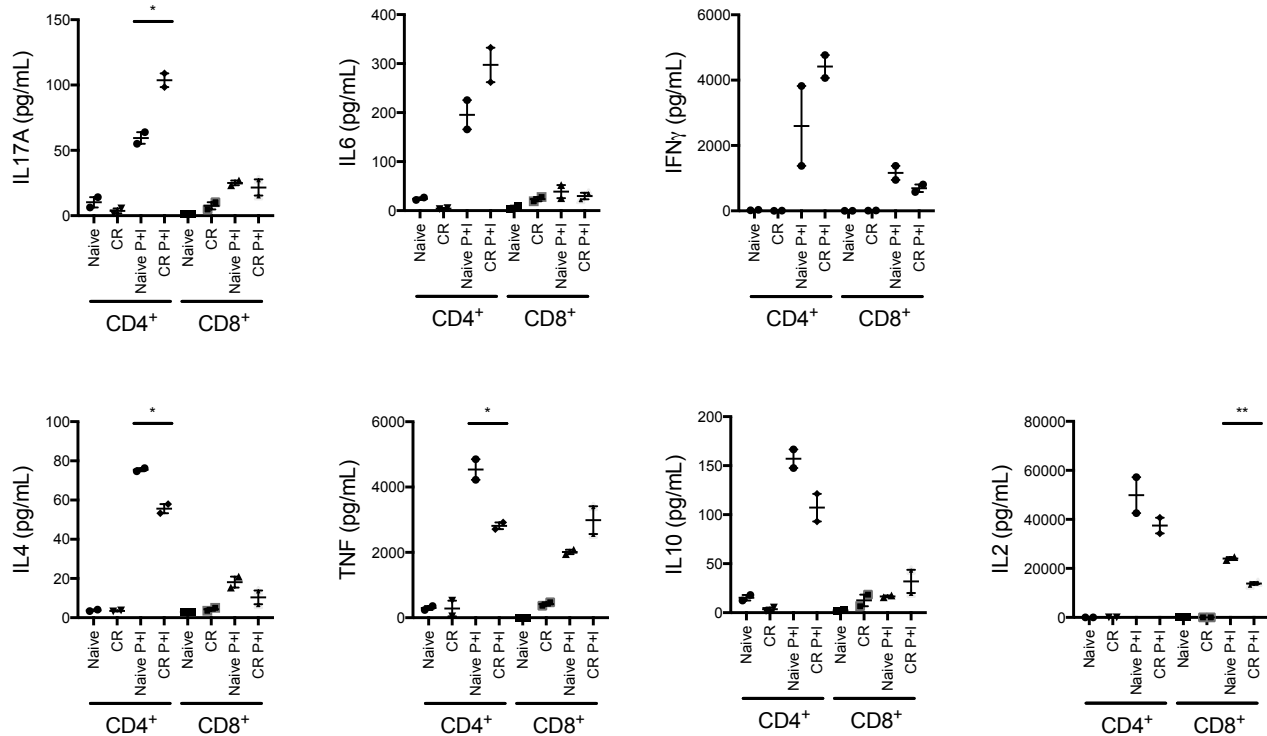 IL17A (pg/mL)
150
100
50
0
*
Naive
CR
Naive P+I
CR P+I
Naive
CR
Naive P+I
CR P+I
CD4+
CD8+
IL6 (pg/mL)
400
300
200
100
0
Naive
CR
Naive P+I
CR P+I
Naive
CR
Naive P+I
CR P+I
CD4+
CD8+
IFNγ (pg/mL)
6000
4000
2000
0
Naive
CR
Naive P+I
CR P+I
Naive
CR
Naive P+I
CR P+I
CD4+
CD8+
IL4 (pg/mL)
100
80
60
40
20
0
*
Naive
CR
Naive P+I
CR P+I
Naive
CR
Naive P+I
CR P+I
CD4+
CD8+
TNF (pg/mL)
6000
4000
2000
0
*
Naive
CR
Naive P+I
CR P+I
Naive
CR
Naive P+I
CR P+I
CD4+
CD8+
IL10 (pg/mL)
200
150
100
50
0
Naive
CR
Naive P+I
CR P+I
Naive
CR
Naive P+I
CR P+I
CD4+
CD8+
IL2 (pg/mL)
80000
60000
40000
20000
0
**
Naive
CR
Naive P+I
CR P+I
Naive
CR
Naive P+I
CR P+I
CD4+
CD8+